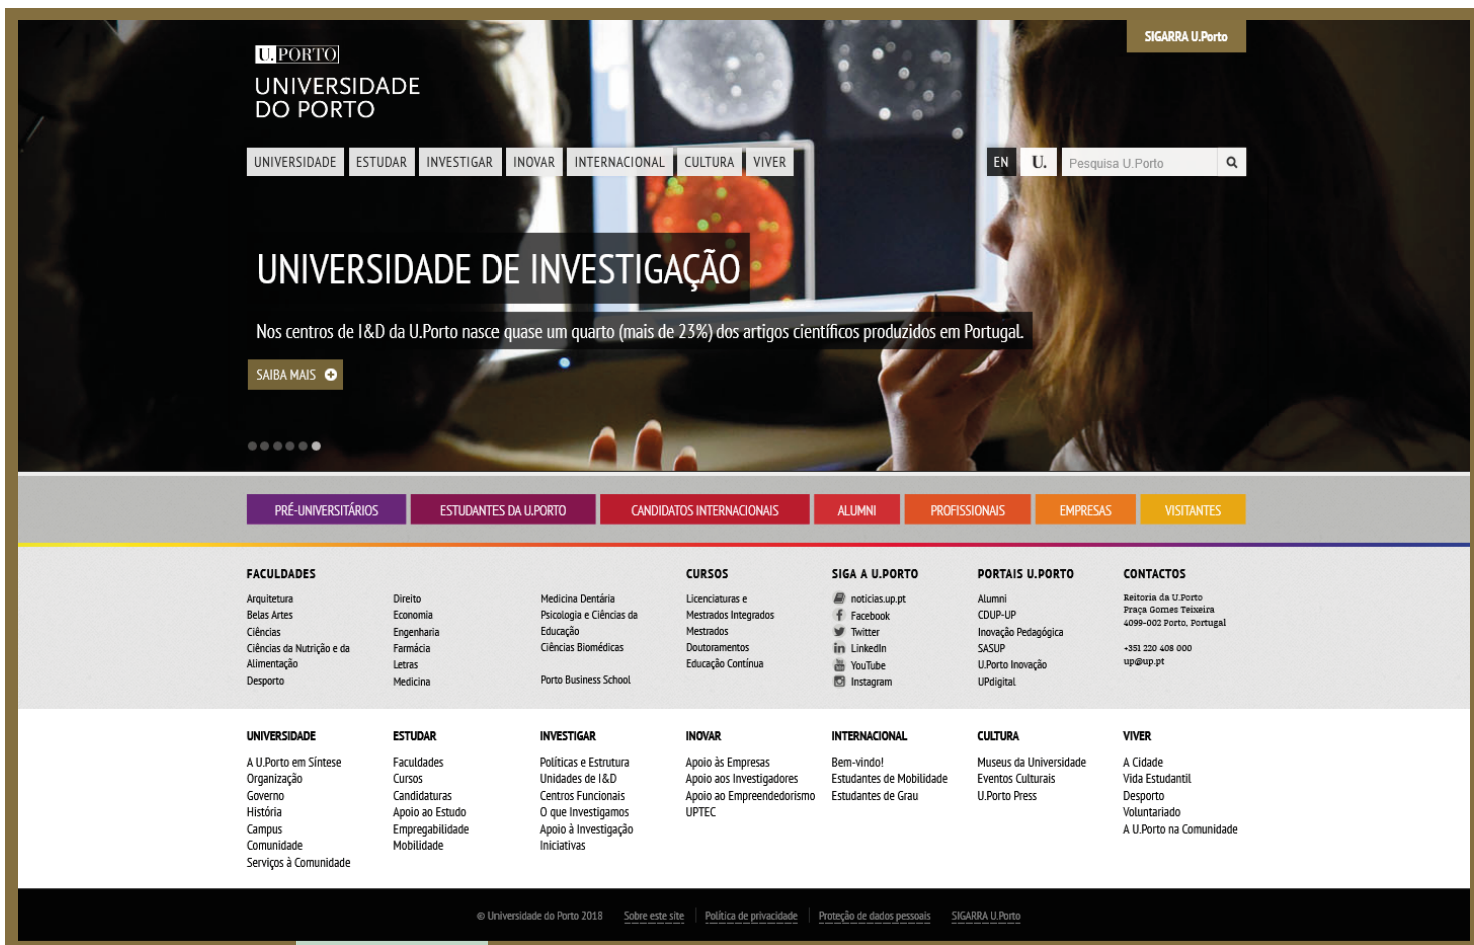 SIGARRA U.Porto
U. PORTO
UNIVERSIDADE
DO PORTO
UNIVERSIDADE ESTUDAR INVESTIGAR INOVAR INTERNACIONAL CULTURA VIVER EN U. Pesquisa U.Porto
UNIVERSIDADE DE INVESTIGAÇÃO
Nos centros de I&D da U.Porto nasce quase um quarto (mais de 23%) dos artigos científicos produzidos em Portugal.
SAIBA MAIS
PRÉ-UNIVERSITÁRIOS ESTUDANTES DA U.PORTO CANDIDATOS INTERNACIONAIS ALUMNI PROFISSIONAIS EMPRESAS VISITANTES
FACULDADES
Arquitetura
Belas Artes
Ciências
Ciências da Nutrição e da
Alimentação
Desporto
Direito
Economia
Engenharia
Farmácia
Letras
Medicina
Medicina Dentária
Psicologia e Ciências da
Educação
Ciências Biomédicas
Porto Business School
CURSOS
Licenciaturas e
Mestrados Integrados
Mestrados
Doutoramentos
Educação Contínua
SIGA A U.PORTO
noticias.up.pt
Facebook
Twitter
LinkedIn
YouTube
Instagram
PORTAIS U.PORTO
Alumni
CDUP-UP
Inovação Pedagógica
SASUP
U.Porto Inovação
UPdigital
CONTACTOS
Reitoria da U.Porto
Praça Gomes Teixeira
4099-002 Porto, Portugal
+351 220 408 000
up@up.pt
UNIVERSIDADE
A U.Porto em Síntese
Organização
Governo
História
Campus
Comunidade
Serviços à Comunidade
ESTUDAR
Faculdades
Cursos
Candidaturas
Apoio ao Estudo
Empregabilidade
Mobilidade
INVESTIGAR
Políticas e Estrutura
Unidades de I&D
Centros Funcionais
O que Investigamos
Apoio à Investigação
Iniciativas
INOVAR
Apoio às Empresas
Apoio aos Investigadores
Apoio ao Empreendedorismo
UPTEC
INTERNACIONAL
Bem-vindo!
Estudantes de Mobilidade
Estudantes de Grau
CULTURA
Museus da Universidade
Eventos Culturais
U.Porto Press
VIVER
A Cidade
Vida Estudantil
Desporto
Voluntariado
A U.Porto na Comunidade
© Universidade do Porto 2018 Sobre este site Política de privacidade Proteção de dados pessoais SIGARRA U.Porto